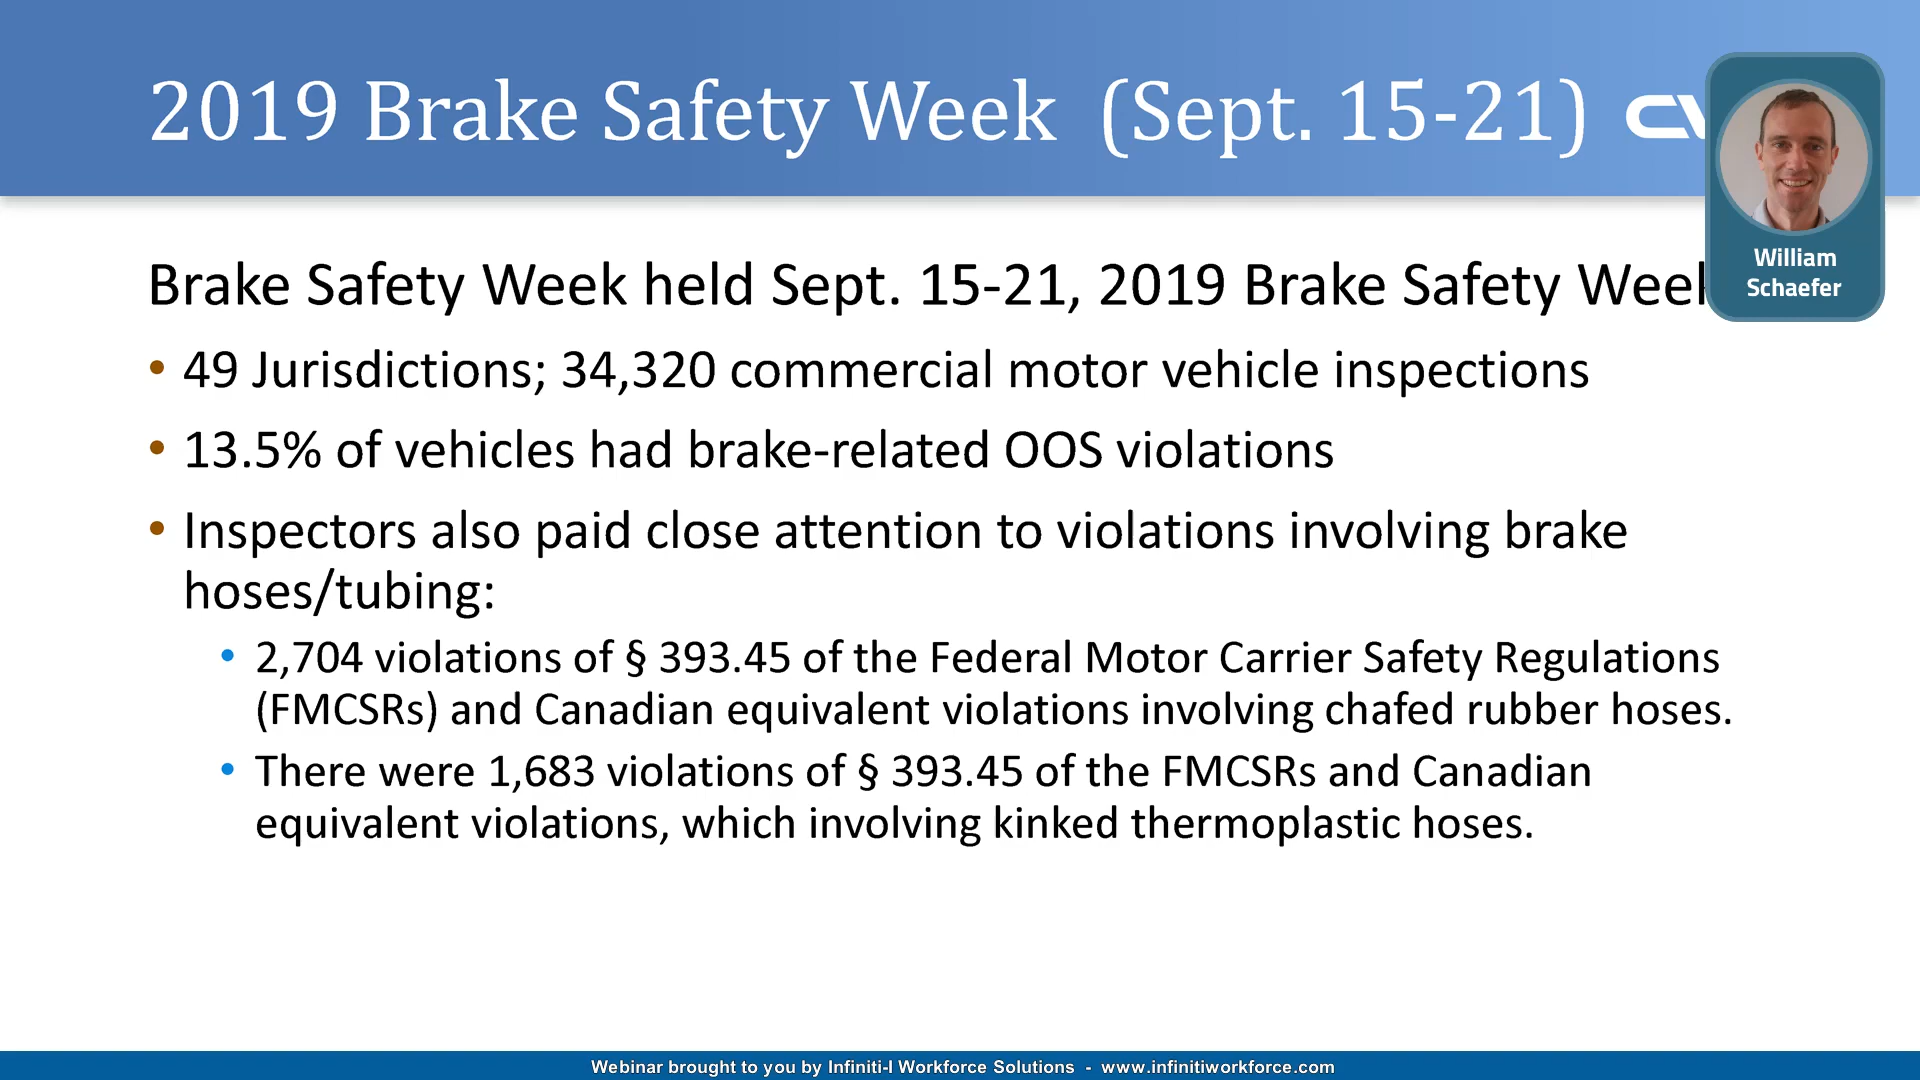 2019 Brake Safety Week (Sept. 15-21)
William
Schaefer
Brake Safety Week held Sept. 15-21, 2019 Brake Safety Week
• 49 Jurisdictions; 34,320 commercial motor vehicle inspections
• 13.5% of vehicles had brake-related OOS violations
• Inspectors also paid close attention to violations involving brake
hoses/tubing:
• 2,704 violations of § 393.45 of the Federal Motor Carrier Safety Regulations
(FMCSRs) and Canadian equivalent violations involving chafed rubber hoses.
• There were 1,683 violations of § 393.45 of the FMCSRs and Canadian
equivalent violations, which involving kinked thermoplastic hoses.
Webinar brought to you by Infiniti-I Workforce Solutions - www.infinitiworkforce.com